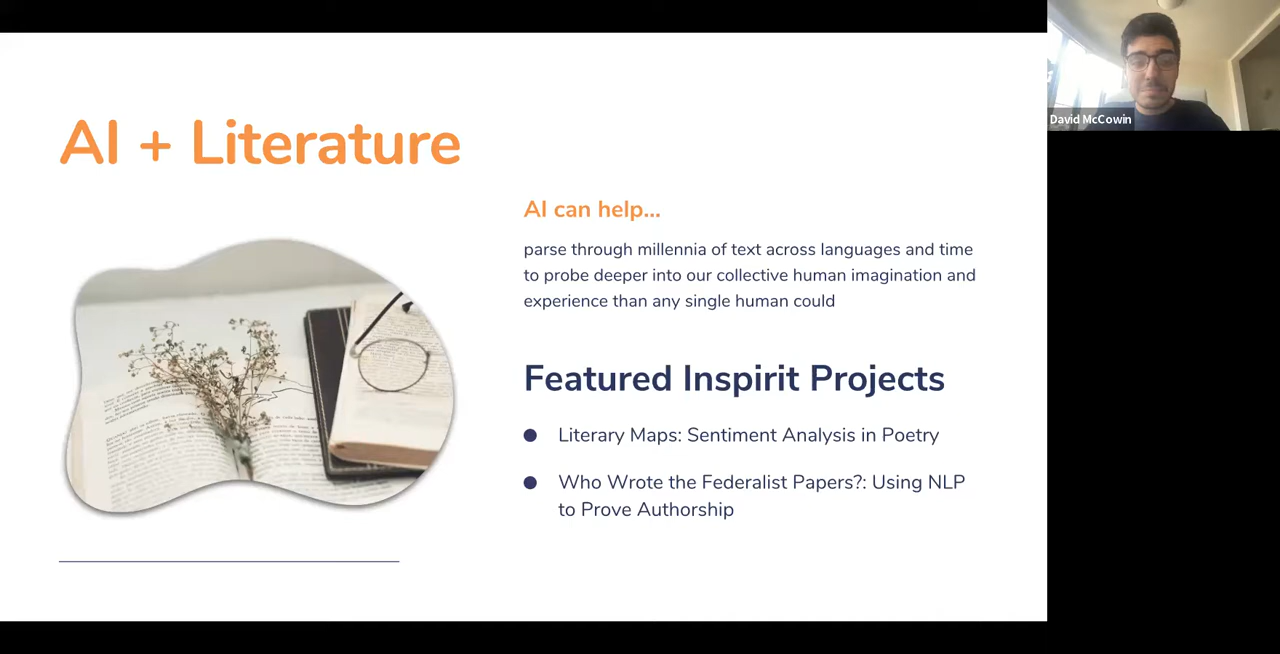 AI + Literature
AI can help...
parse through millennia of text across languages and time
to probe deeper into our collective human imagination and
experience than any single human could
Featured Inspirit Projects
Literary Maps: Sentiment Analysis in Poetry
Who Wrote the Federalist Papers?: Using NLP
to Prove Authorship
David McCowin